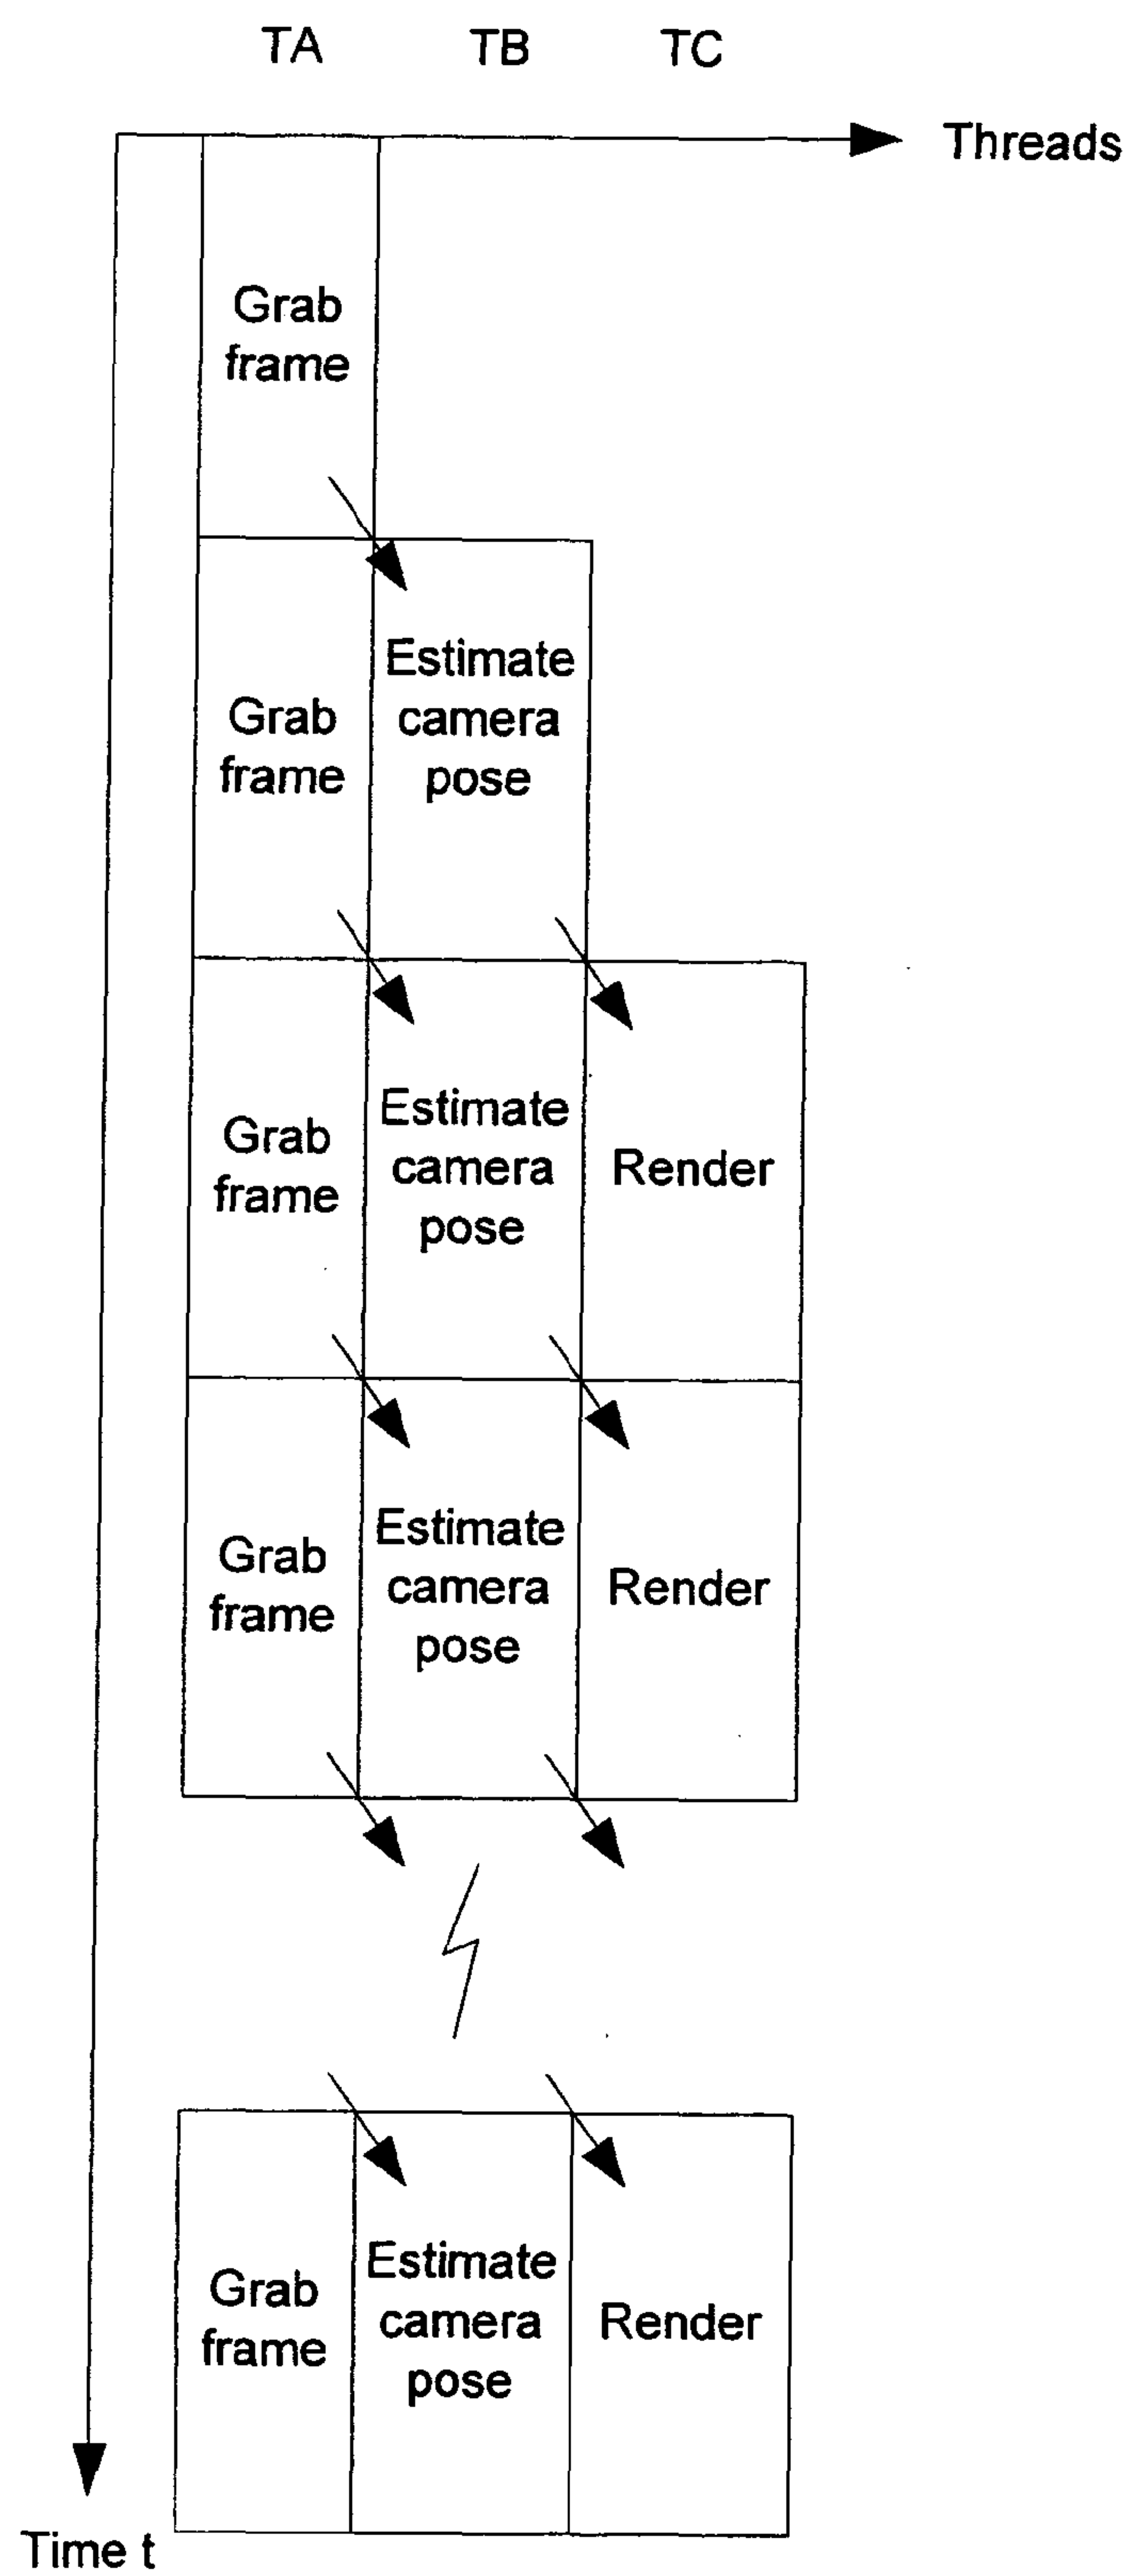 TA TB TC
Threads
Grab
frame
Grab
frame
Estimate
camera
pose
Grab
frame
Estimate
camera
pose
Render
Grab
frame
Estimate
camera
pose
Render
Grab
frame
Estimate
camera
pose
Render
Time t